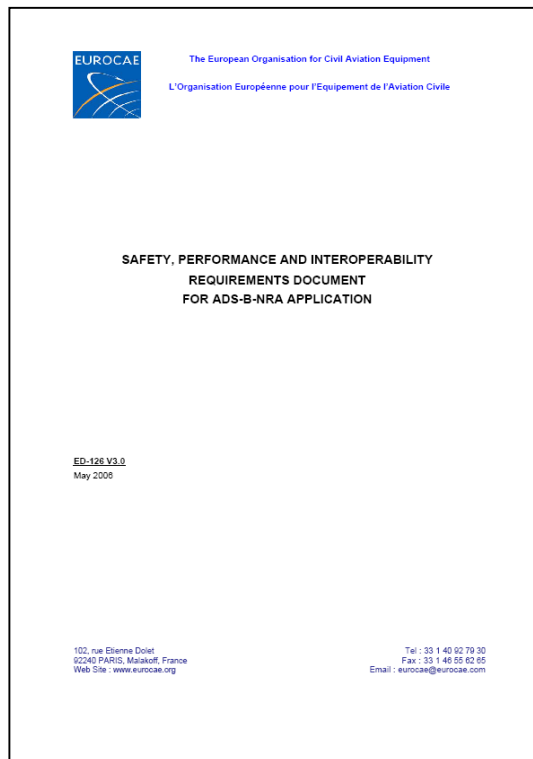 EUROCAE
The European Organisation for Civil Aviation Equipment
L'Organisation Européenne pour l'Equipement de l'Aviation Civile
SAFETY, PERFORMANCE AND INTEROPERABILITY
REQUIREMENTS DOCUMENT
FOR ADS-B-NRA APPLICATION
ED-126 V3.0
May 2006
102, rue Etienne Dolet
92240 PARIS, Malakoff, France
Web Site : www.eurocae.org
Tel : 33 1 40 92 79 30
Fax : 33 1 46 55 62 65
Email : eurocae@eurocae.com